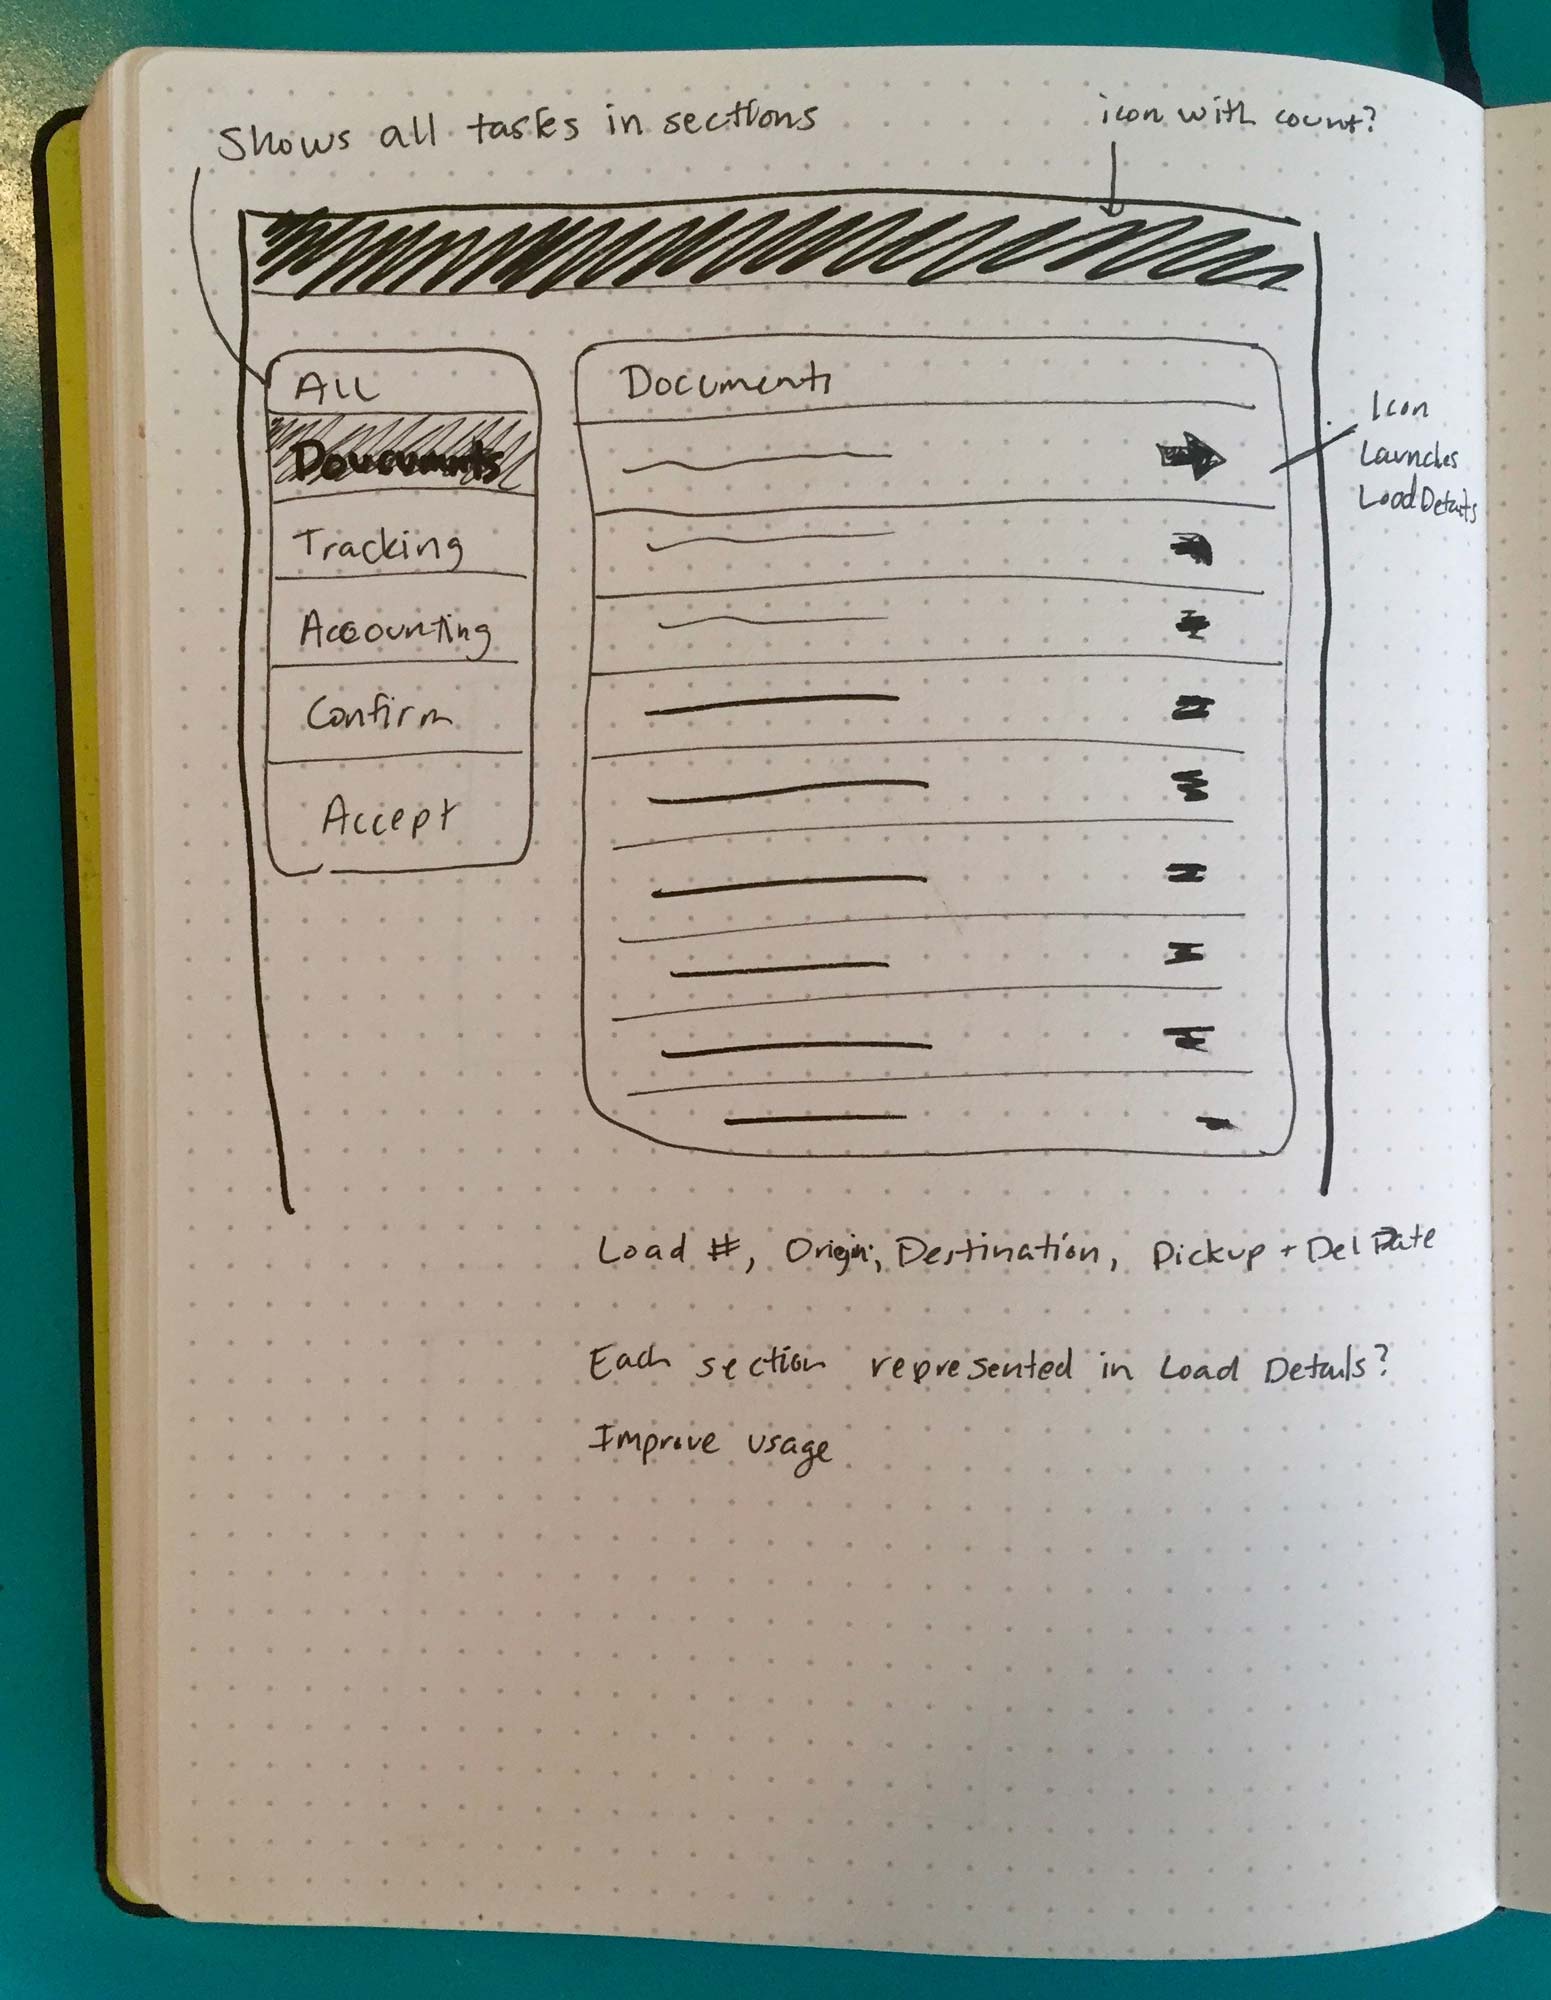 Shows all tasks in sections
icon with count?
All
Doucumnts
Tracking
Accounting
Confirm
Accept
Documents
Icon
Launches
Load Details
Load #, Origin, Destination, Pickup + Del Date
Each section represented in Load Details?
Improve usage